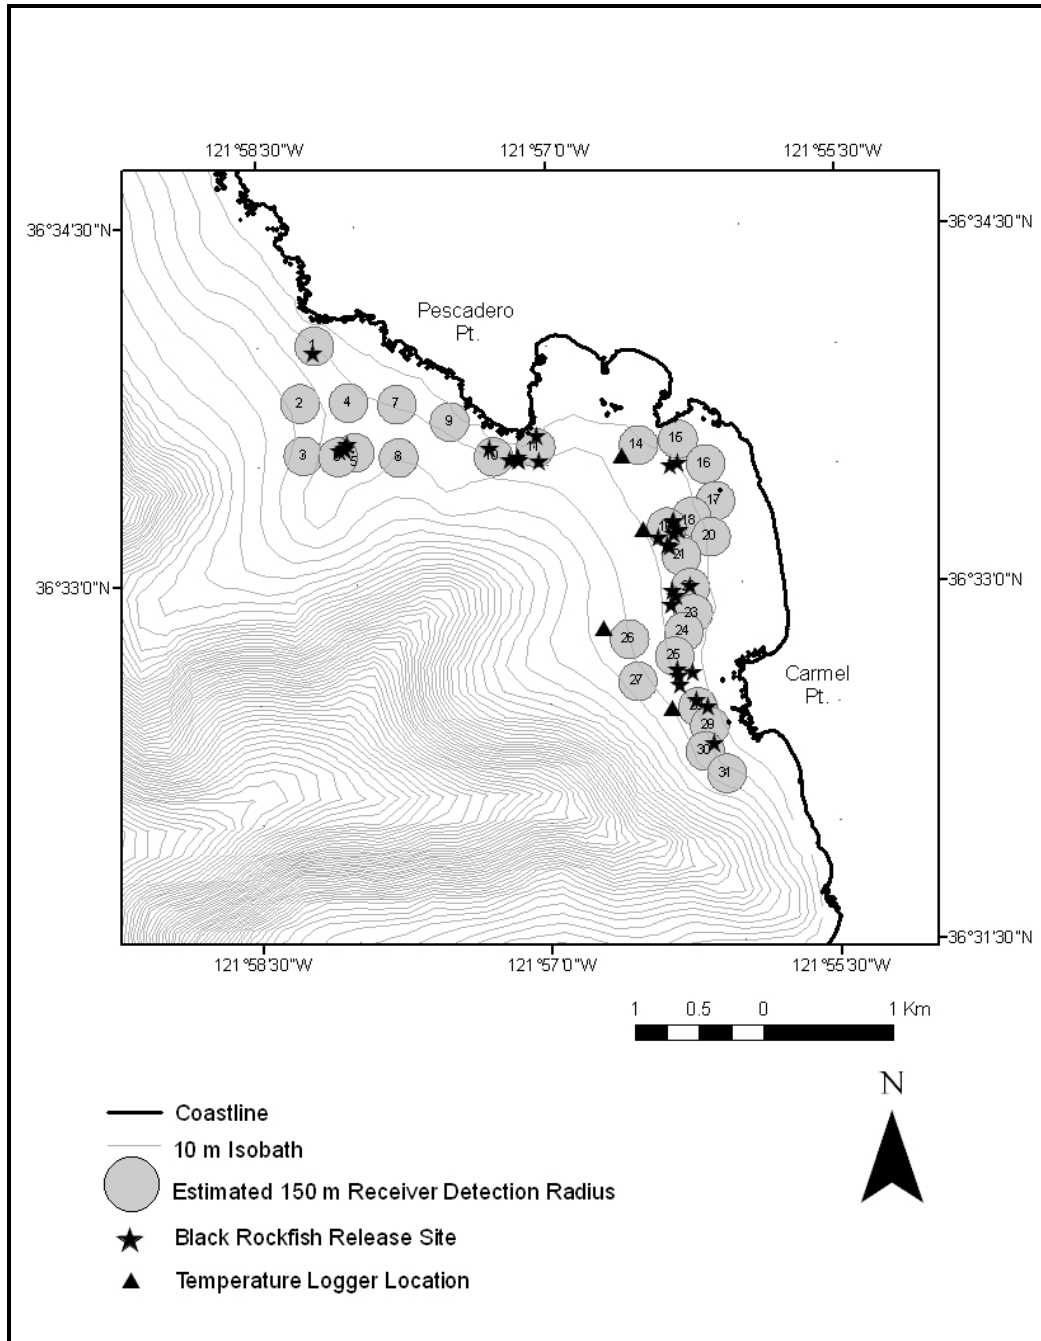 121°58'30"W 121°57'0"W 121°55'30"W
36°34'30"N 36°34'30"N
Pescadero
Pt.
1
2 4 7
9
3 5 8 10 11 14 15 16
17
18
20
21
36°33'0"N 36°33'0"N
23
24
26 25
27
Carmel
Pt.
29
30
31
36°31'30"N
121°58'30"W 121°57'0"W 121°55'30"W
1 0.5 0 1 Km
N
Coastline
10 m Isobath
Estimated 150 m Receiver Detection Radius
Black Rockfish Release Site
Temperature Logger Location